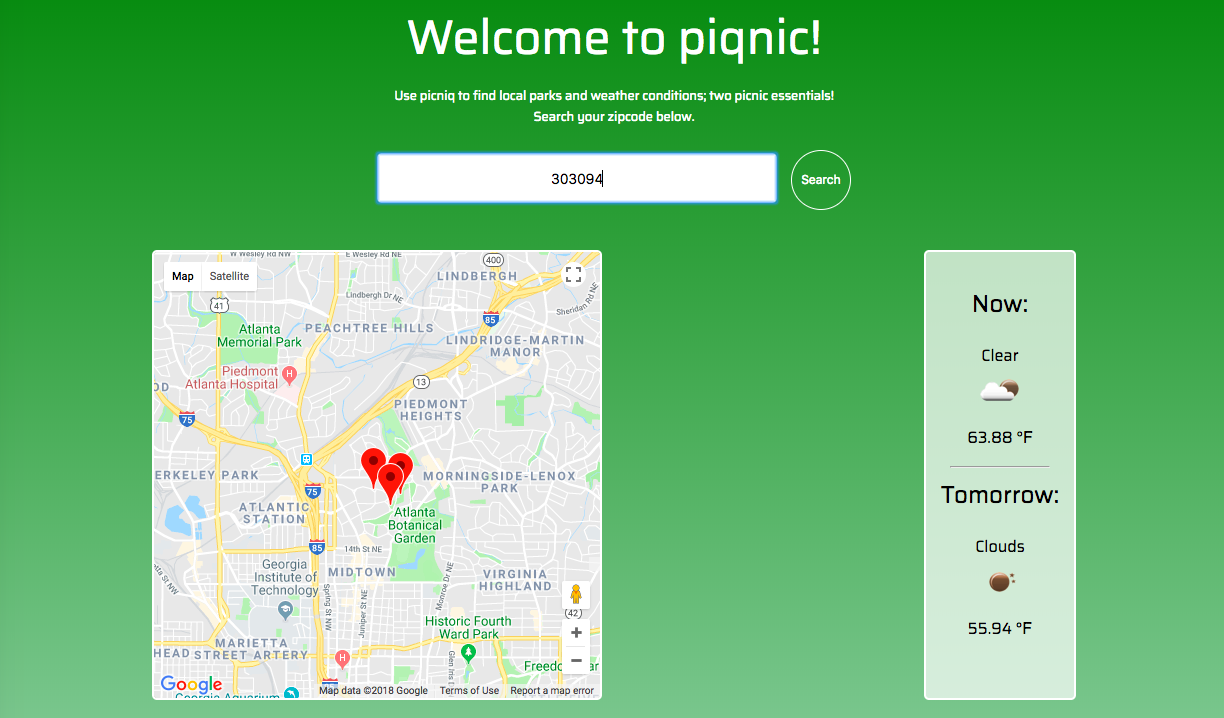 Welcome to piqnic!
Use picniq to find local parks and weather conditions; two picnic essentials!
Search your zipcode below.
303094
Search
Map
Satellite
W Wesley Rd NW
E Wesley Rd NE
400
LINDBERGH
41
Lindbergh Dr NE
Sheridan Rd NE
85
Atlanta
Memorial Park
PEACHTREE HILLS
LINDRIDGE-MARTIN
MANOR
Piedmont
Atlanta Hospital
H
13
75
PIEDMONT
HEIGHTS
ERKELEY PARK
MORNINGSIDE-LENOX
PARK
75
ATLANTIC
STATION
Atlanta
Botanical
Garden
85
14th St NE
Georgia
Institute of
Technology
MIDTOWN
VIRGINIA
HIGHLAND
Monroe Dr NE
Spring St NW
Juniper St NE
(42)
Historic Fourth
Ward Park
MARIETTA
STREET ARTERY
HEAD
H
Freedom
Google
Georgia Aquarium
Map data ©2018 Google
Terms of Use
Report a map error
Now:
Clear
63.88 °F
Tomorrow:
Clouds
55.94 °F